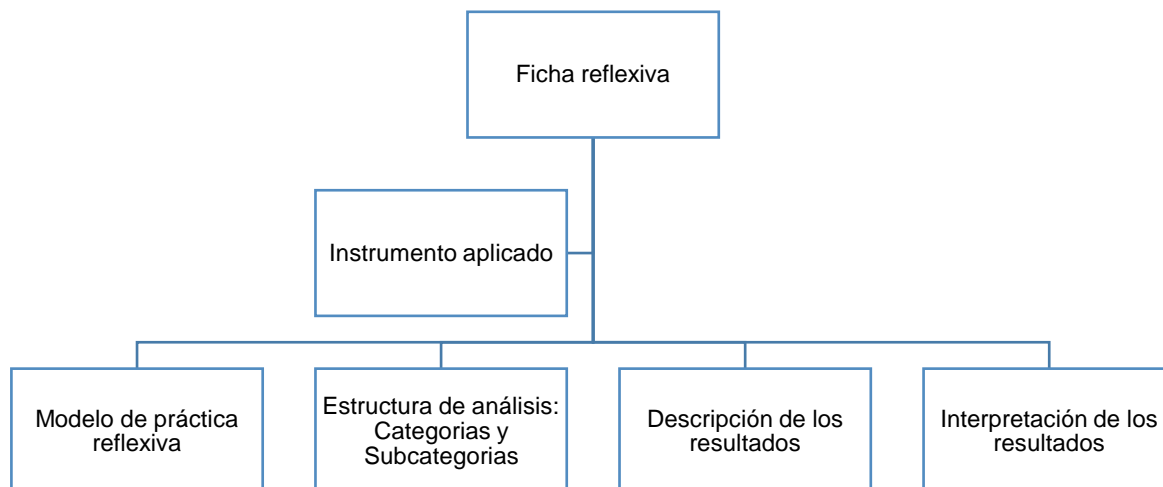 Ficha reflexiva
Instrumento aplicado
Modelo de práctica
reflexiva
Estructura de análisis:
Categorias y
Subcategorias
Descripción de los
resultados
Interpretación de los
resultados